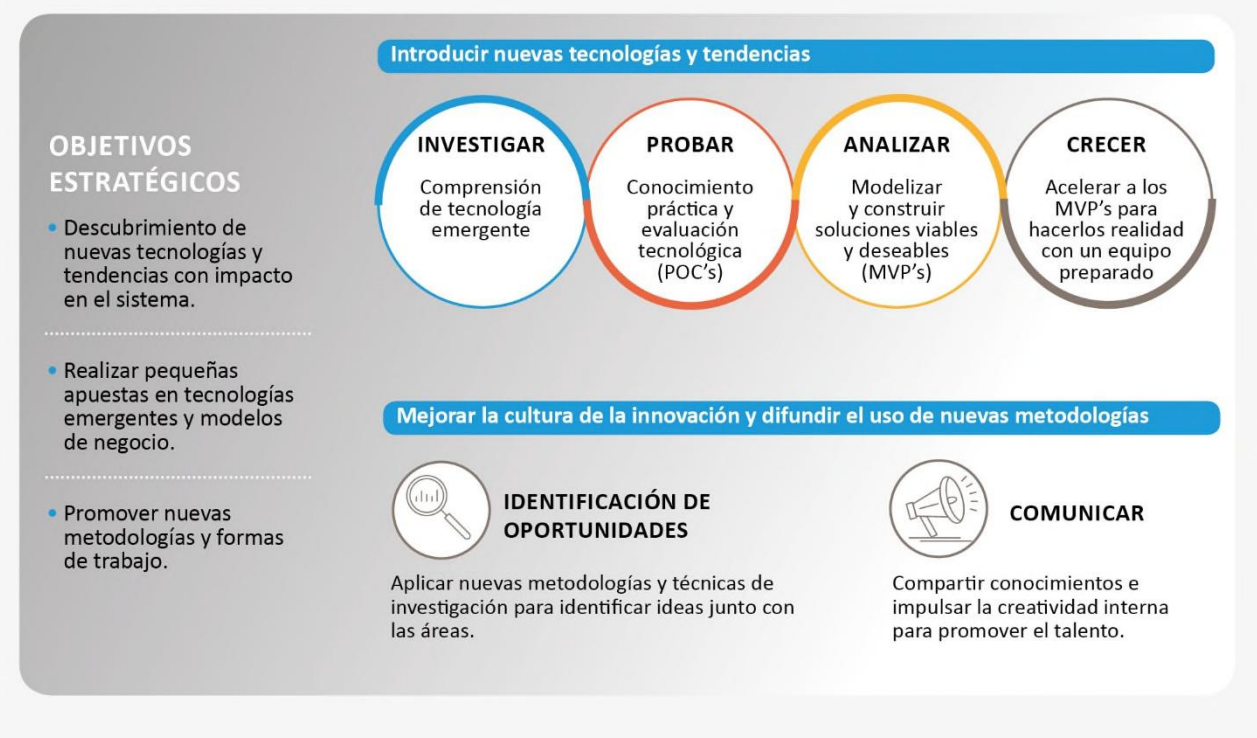 OBJETIVOS
ESTRATÉGICOS
• Descubrimiento de
nuevas tecnologías y
tendencias con impacto
en el sistema.
• Realizar pequeñas
apuestas en tecnologías
emergentes y modelos
de negocio.
• Promover nuevas
metodologías y formas
de trabajo.
Introducir nuevas tecnologías y tendencias
INVESTIGAR
Comprensión
de tecnología
emergente
PROBAR
Conocimiento
práctica y
evaluación
tecnológica
(POC’s)
ANALIZAR
Modelizar
y construir
soluciones viables
y deseables
(MVP’s)
CRECER
Acelerar a los
MVP’s para
hacerlos realidad
con un equipo
preparado
Mejorar la cultura de la innovación y difundir el uso de nuevas metodologías
IDENTIFICACIÓN DE
OPORTUNIDADES
Aplicar nuevas metodologías y técnicas de
investigación para identificar ideas junto con
las áreas.
COMUNICAR
Compartir conocimientos e
impulsar la creatividad interna
para promover el talento.